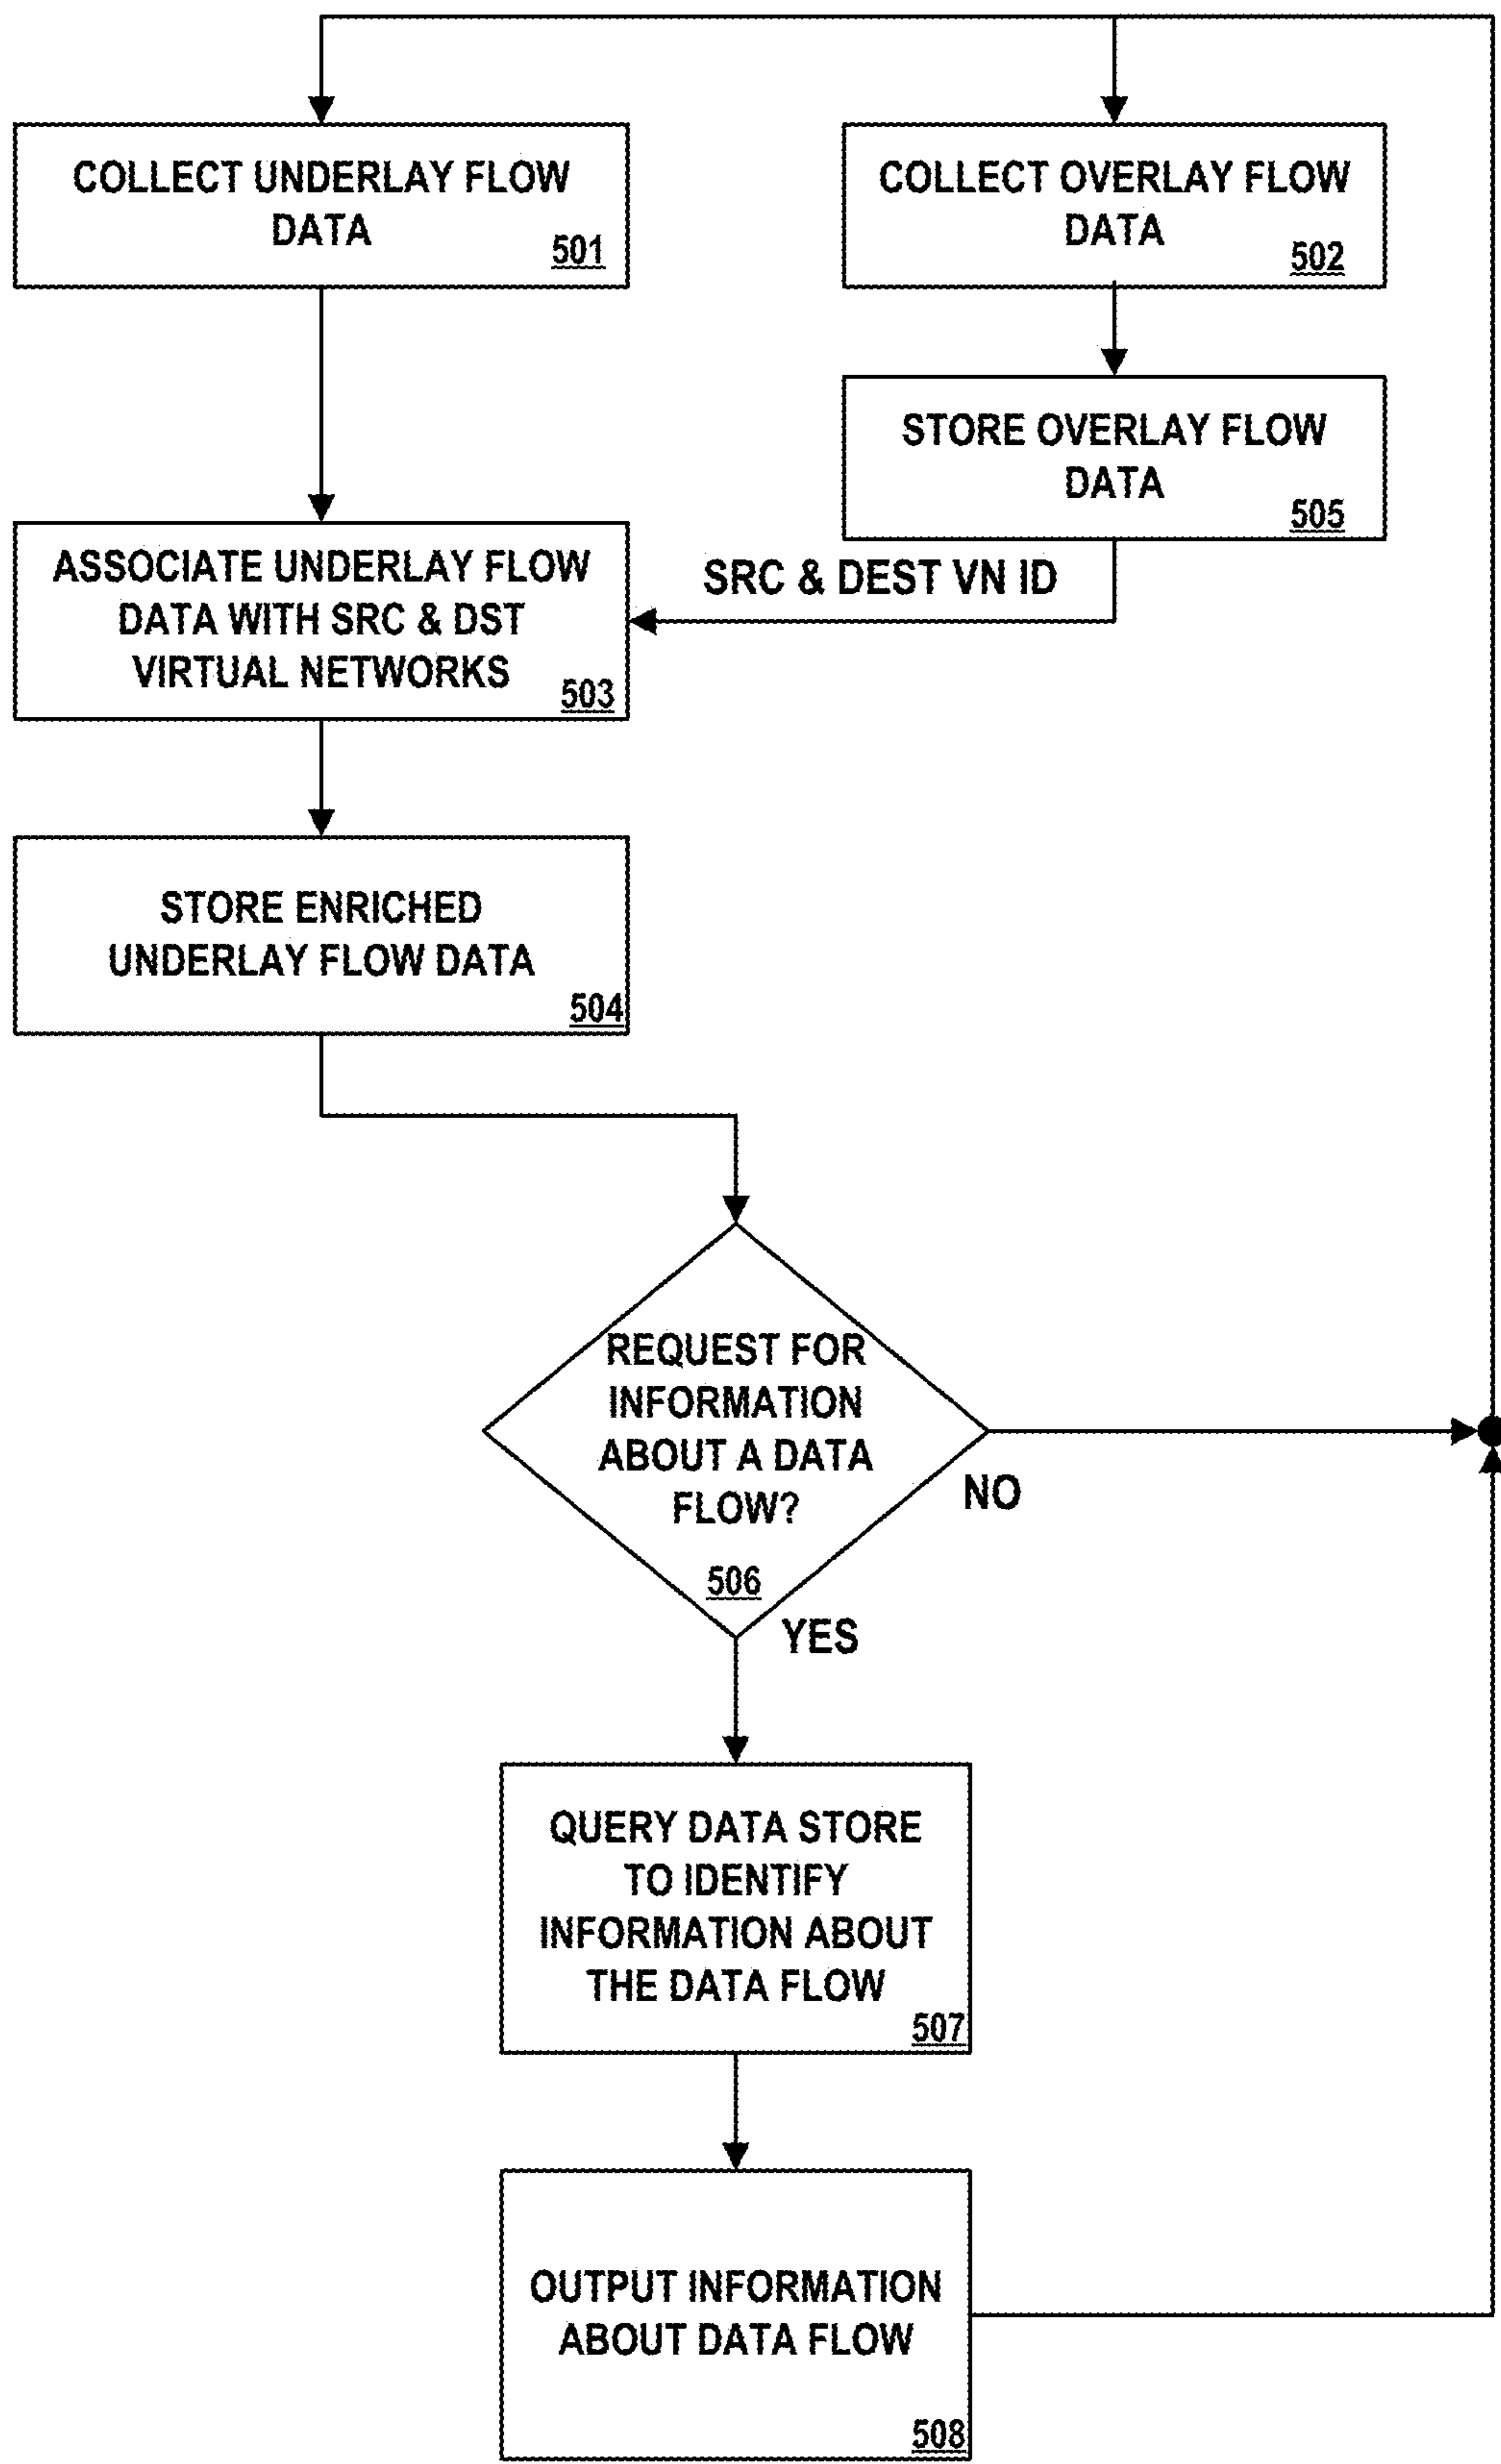 COLLECT UNDERLAY FLOW
DATA
501
COLLECT OVERLAY FLOW
DATA
502
STORE OVERLAY FLOW
DATA
505
ASSOCIATE UNDERLAY FLOW
DATA WITH SRC & DST
VIRTUAL NETWORKS
503
SRC & DEST VN ID
STORE ENRICHED
UNDERLAY FLOW DATA
504
REQUEST FOR
INFORMATION
ABOUT A DATA
FLOW?
506
NO
YES
QUERY DATA STORE
TO IDENTIFY
INFORMATION ABOUT
THE DATA FLOW
507
OUTPUT INFORMATION
ABOUT DATA FLOW
508